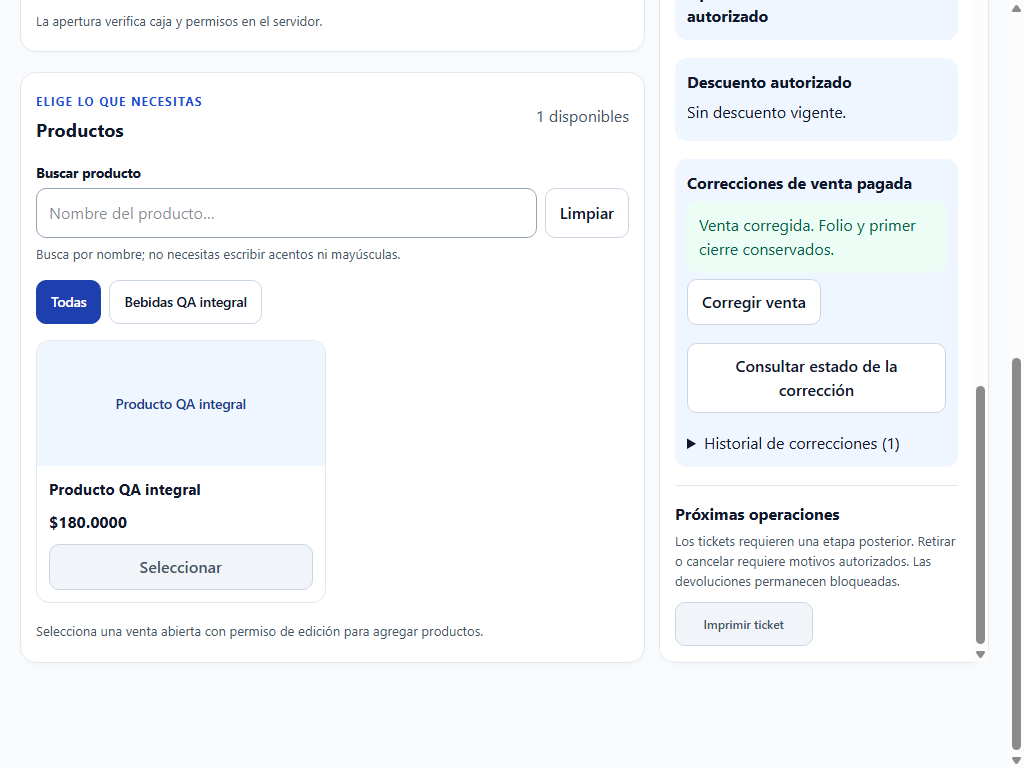 La apertura verifica caja y permisos en el servidor.
ELIGE LO QUE NECESITAS
Productos
1 disponibles
Buscar producto
Nombre del producto...
Limpiar
Busca por nombre; no necesitas escribir acentos ni mayúsculas.
Todas
Bebidas QA integral
Producto QA integral
Producto QA integral
$180.0000
Seleccionar
Selecciona una venta abierta con permiso de edición para agregar productos.
autorizado
Descuento autorizado
Sin descuento vigente.
Correcciones de venta pagada
Venta corregida. Folio y primer
cierre conservados.
Corregir venta
Consultar estado de la
corrección
Historial de correcciones (1)
Próximas operaciones
Los tickets requieren una etapa posterior. Retirar
o cancelar requiere motivos autorizados. Las
devoluciones permanecen bloqueadas.
Imprimir ticket